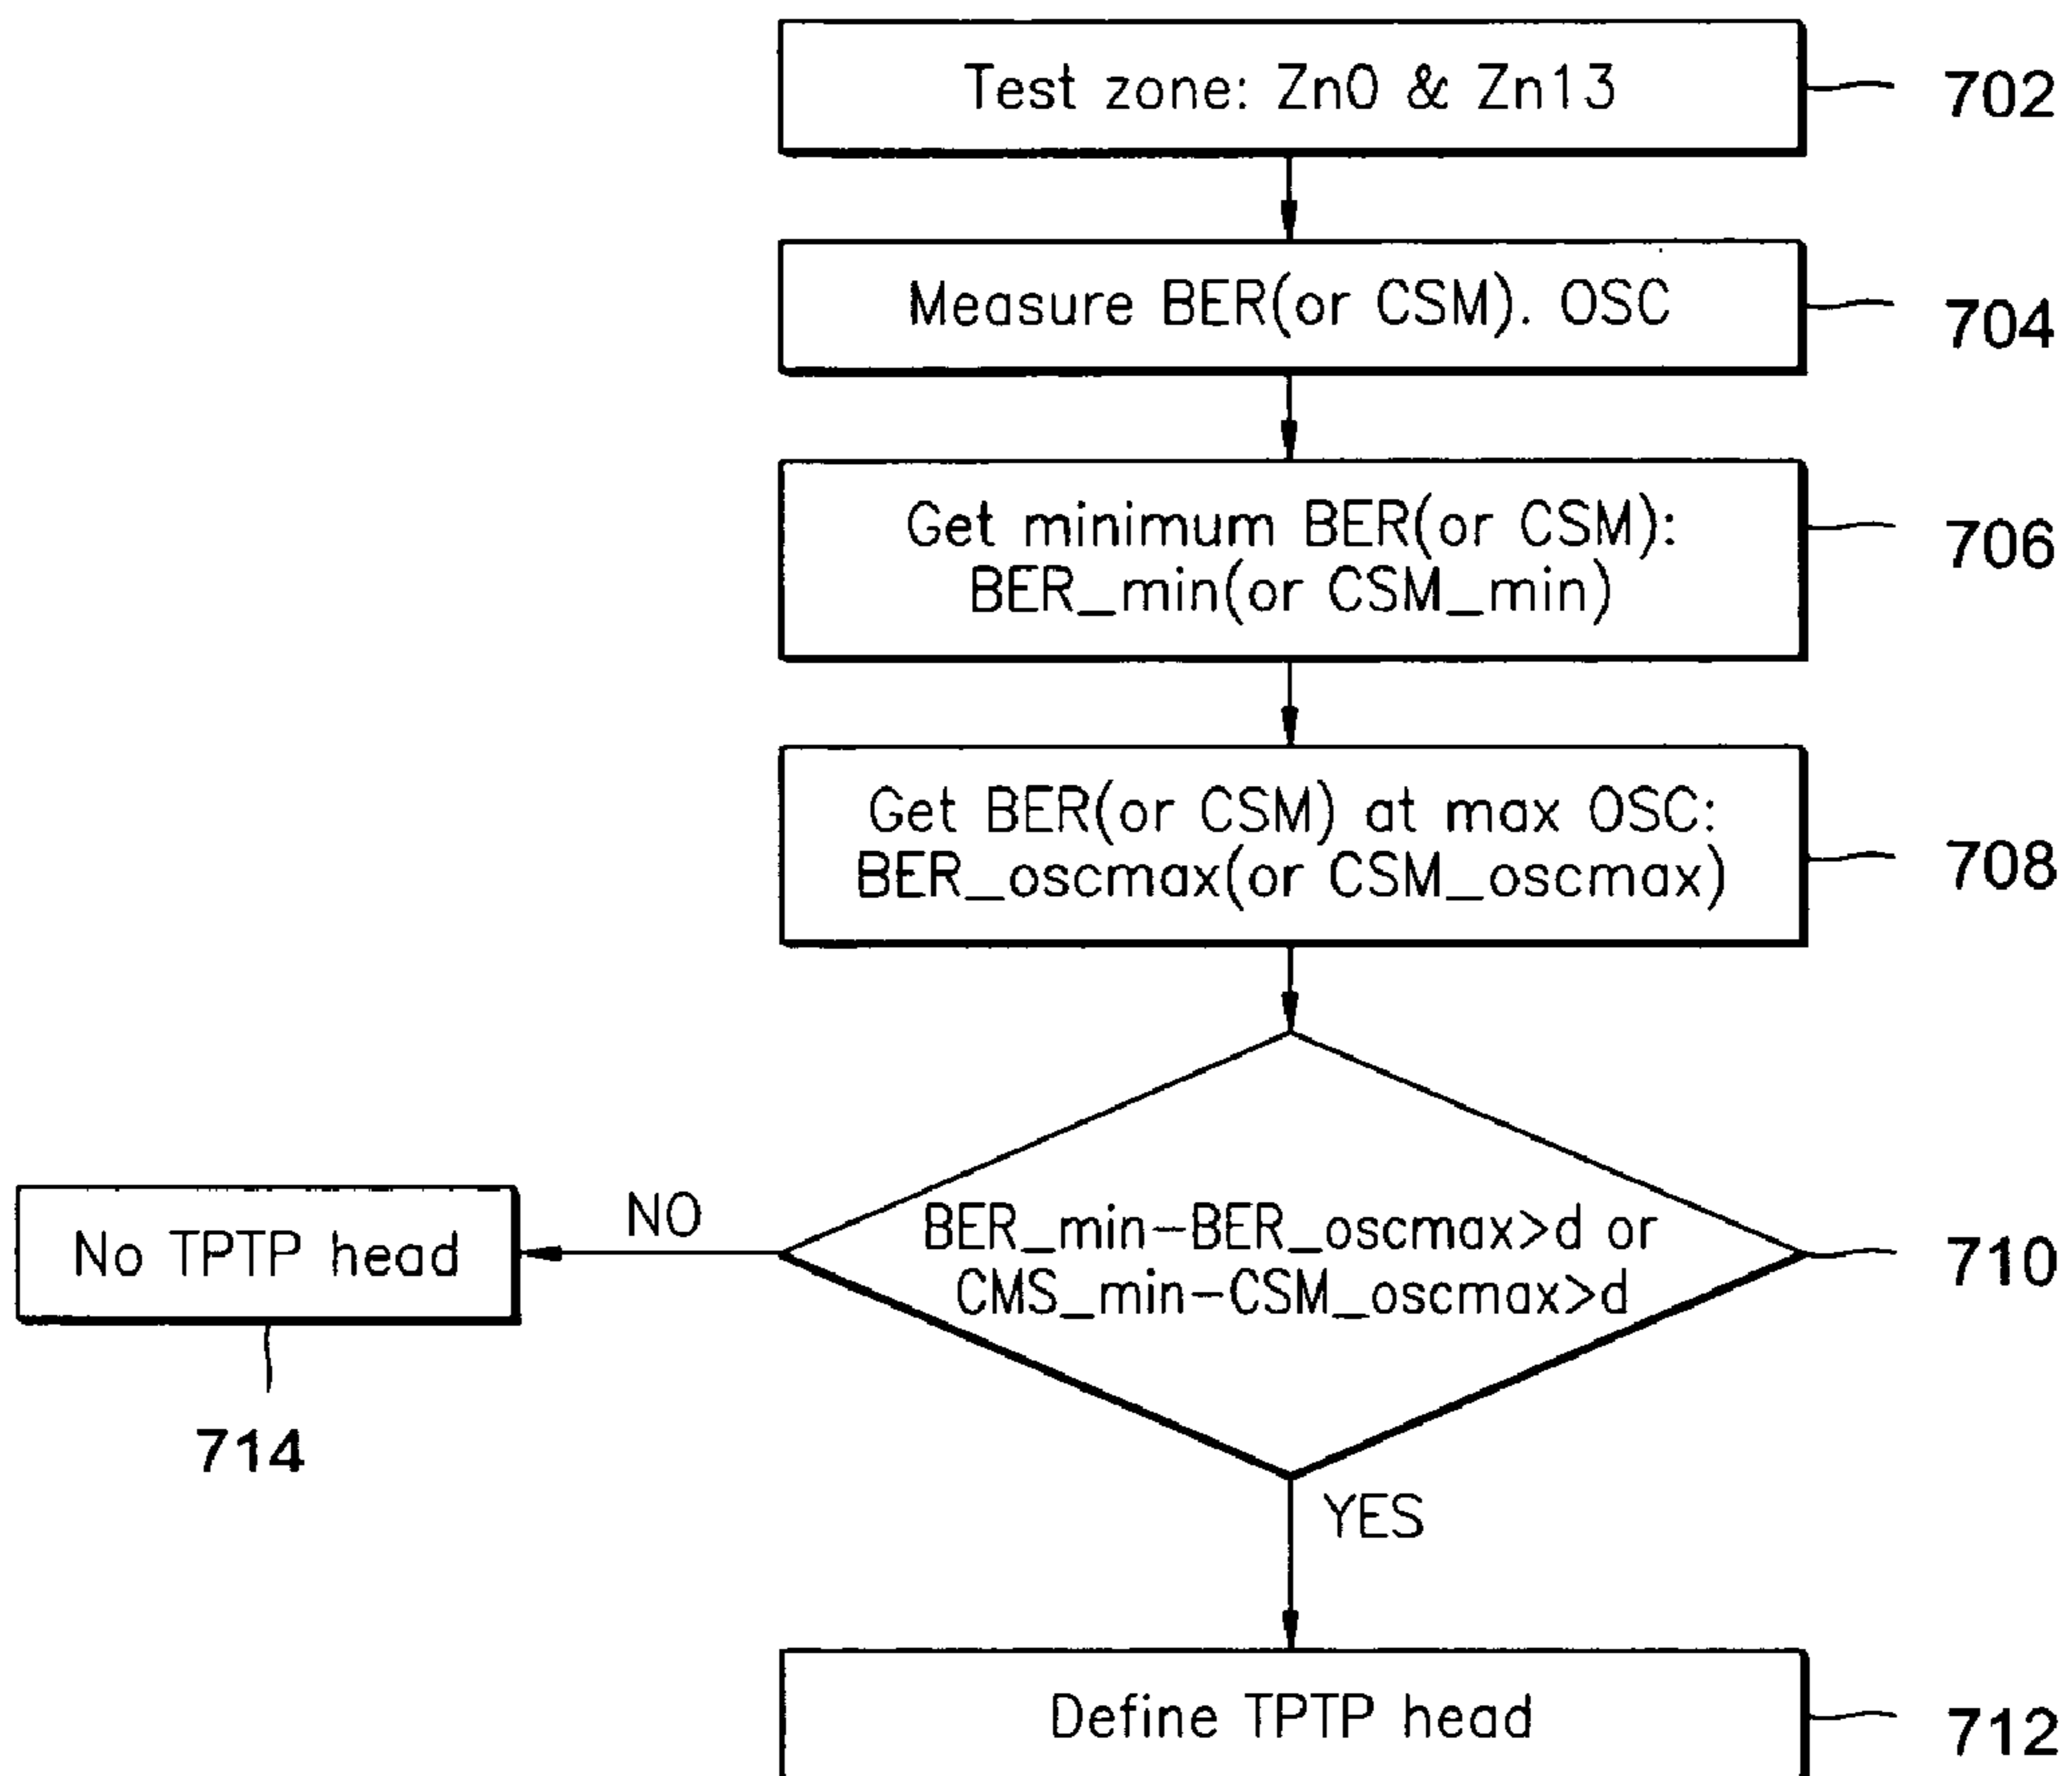 Test zone: Zn0 & Zn13
702
Measure BER(or CSM). OSC
704
Get minimum BER(or CSM):
BER_min(or CSM_min)
706
Get BER(or CSM) at max OSC:
BER_oscmax(or CSM_oscmax)
708
BER_min-BER_oscmax>d or
CMS_min-CSM_oscmax>d
710
NO
No TPTP head
714
YES
Define TPTP head
712